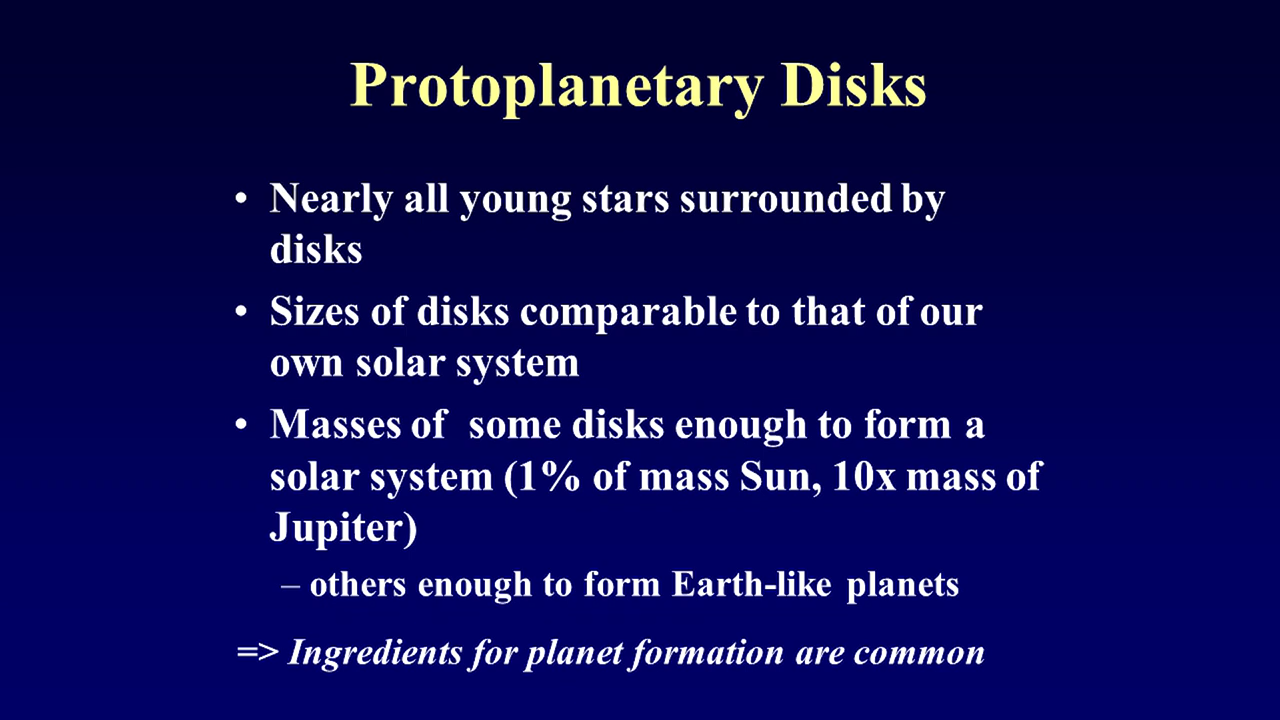 Protoplanetary Disks
• Nearly all young stars surrounded by
disks
• Sizes of disks comparable to that of our
own solar system
• Masses of  some disks enough to form a
solar system (1% of mass Sun, 10x mass of
Jupiter)
– others enough to form Earth-like planets
=> Ingredients for planet formation are common